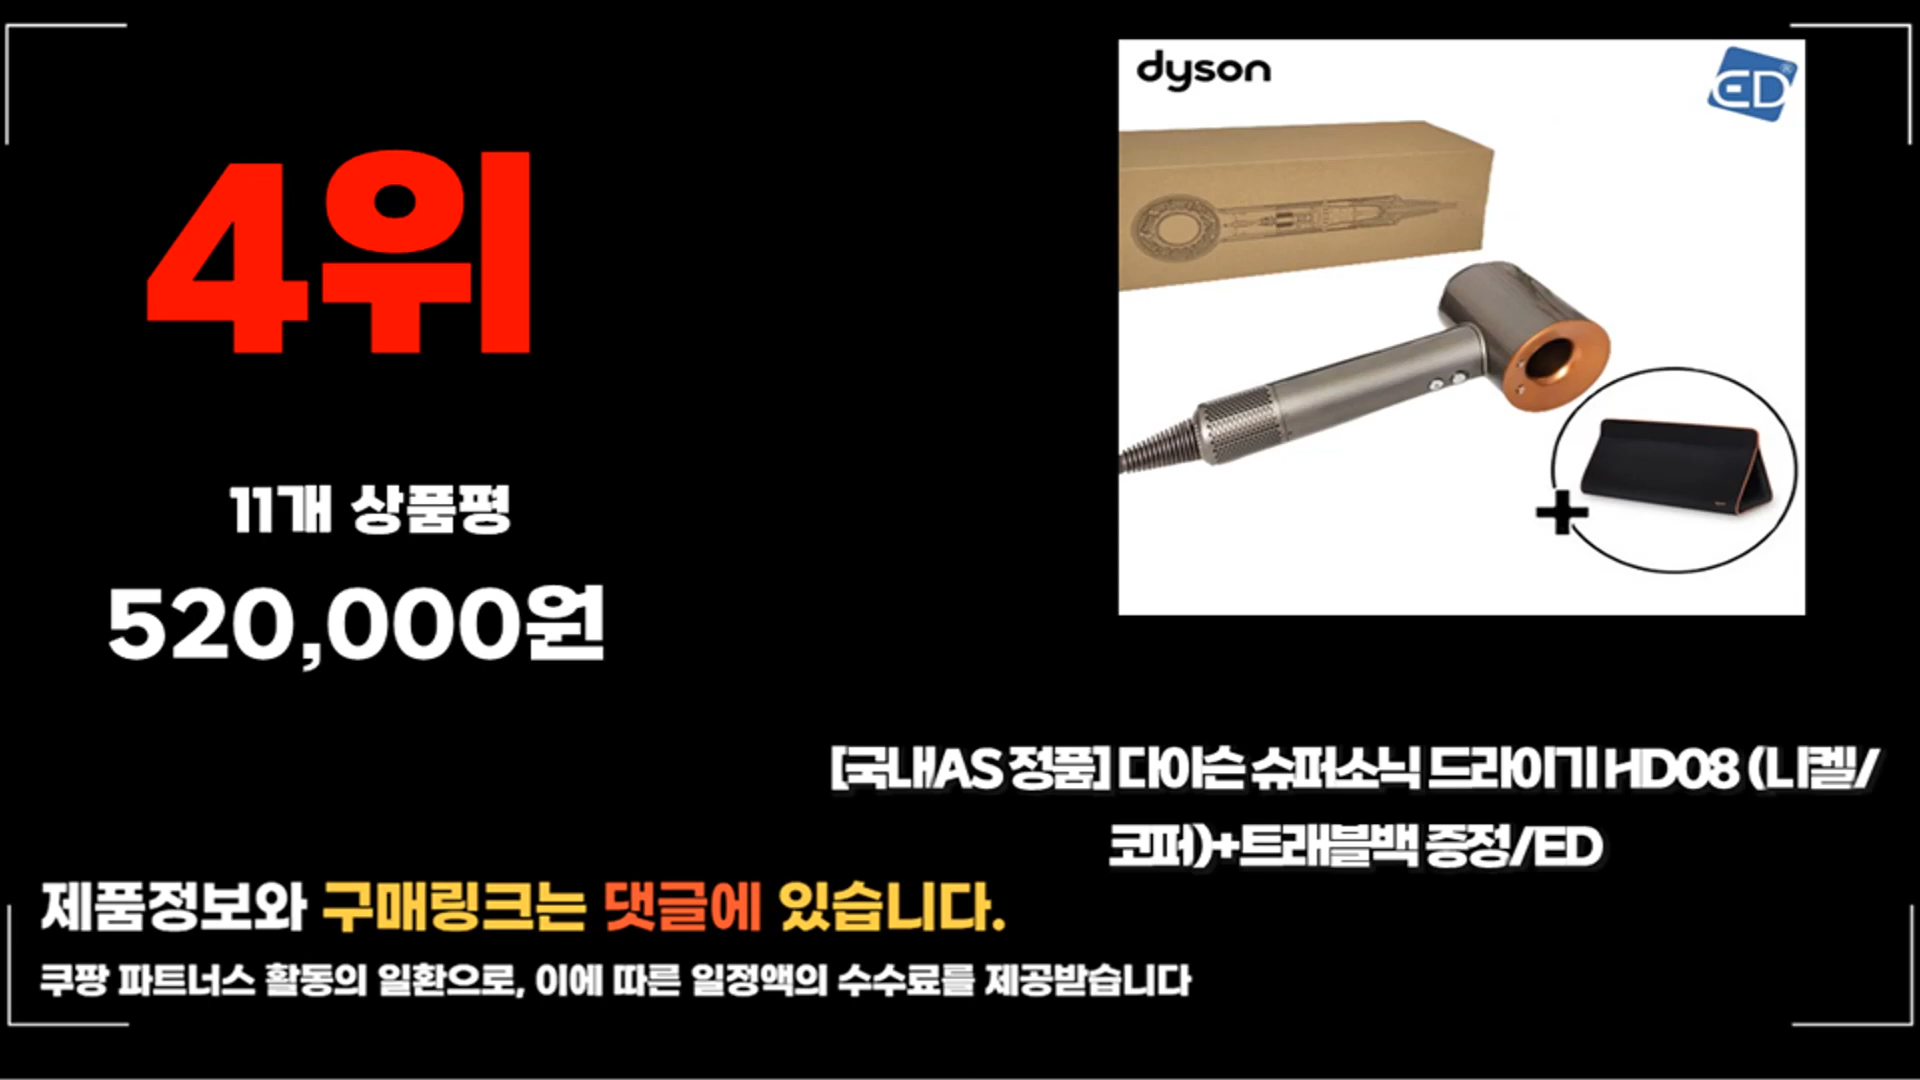 dyson
ED
4위
11개 상품평
520,000원
[국내AS 정품] 다이슨 슈퍼소닉 드라이기 HD08 (니켈/
코퍼)+트래블백 증정/ED
제품정보와 구매링크는 댓글에 있습니다.
쿠팡 파트너스 활동의 일환으로, 이에 따른 일정액의 수수료를 제공받습니다